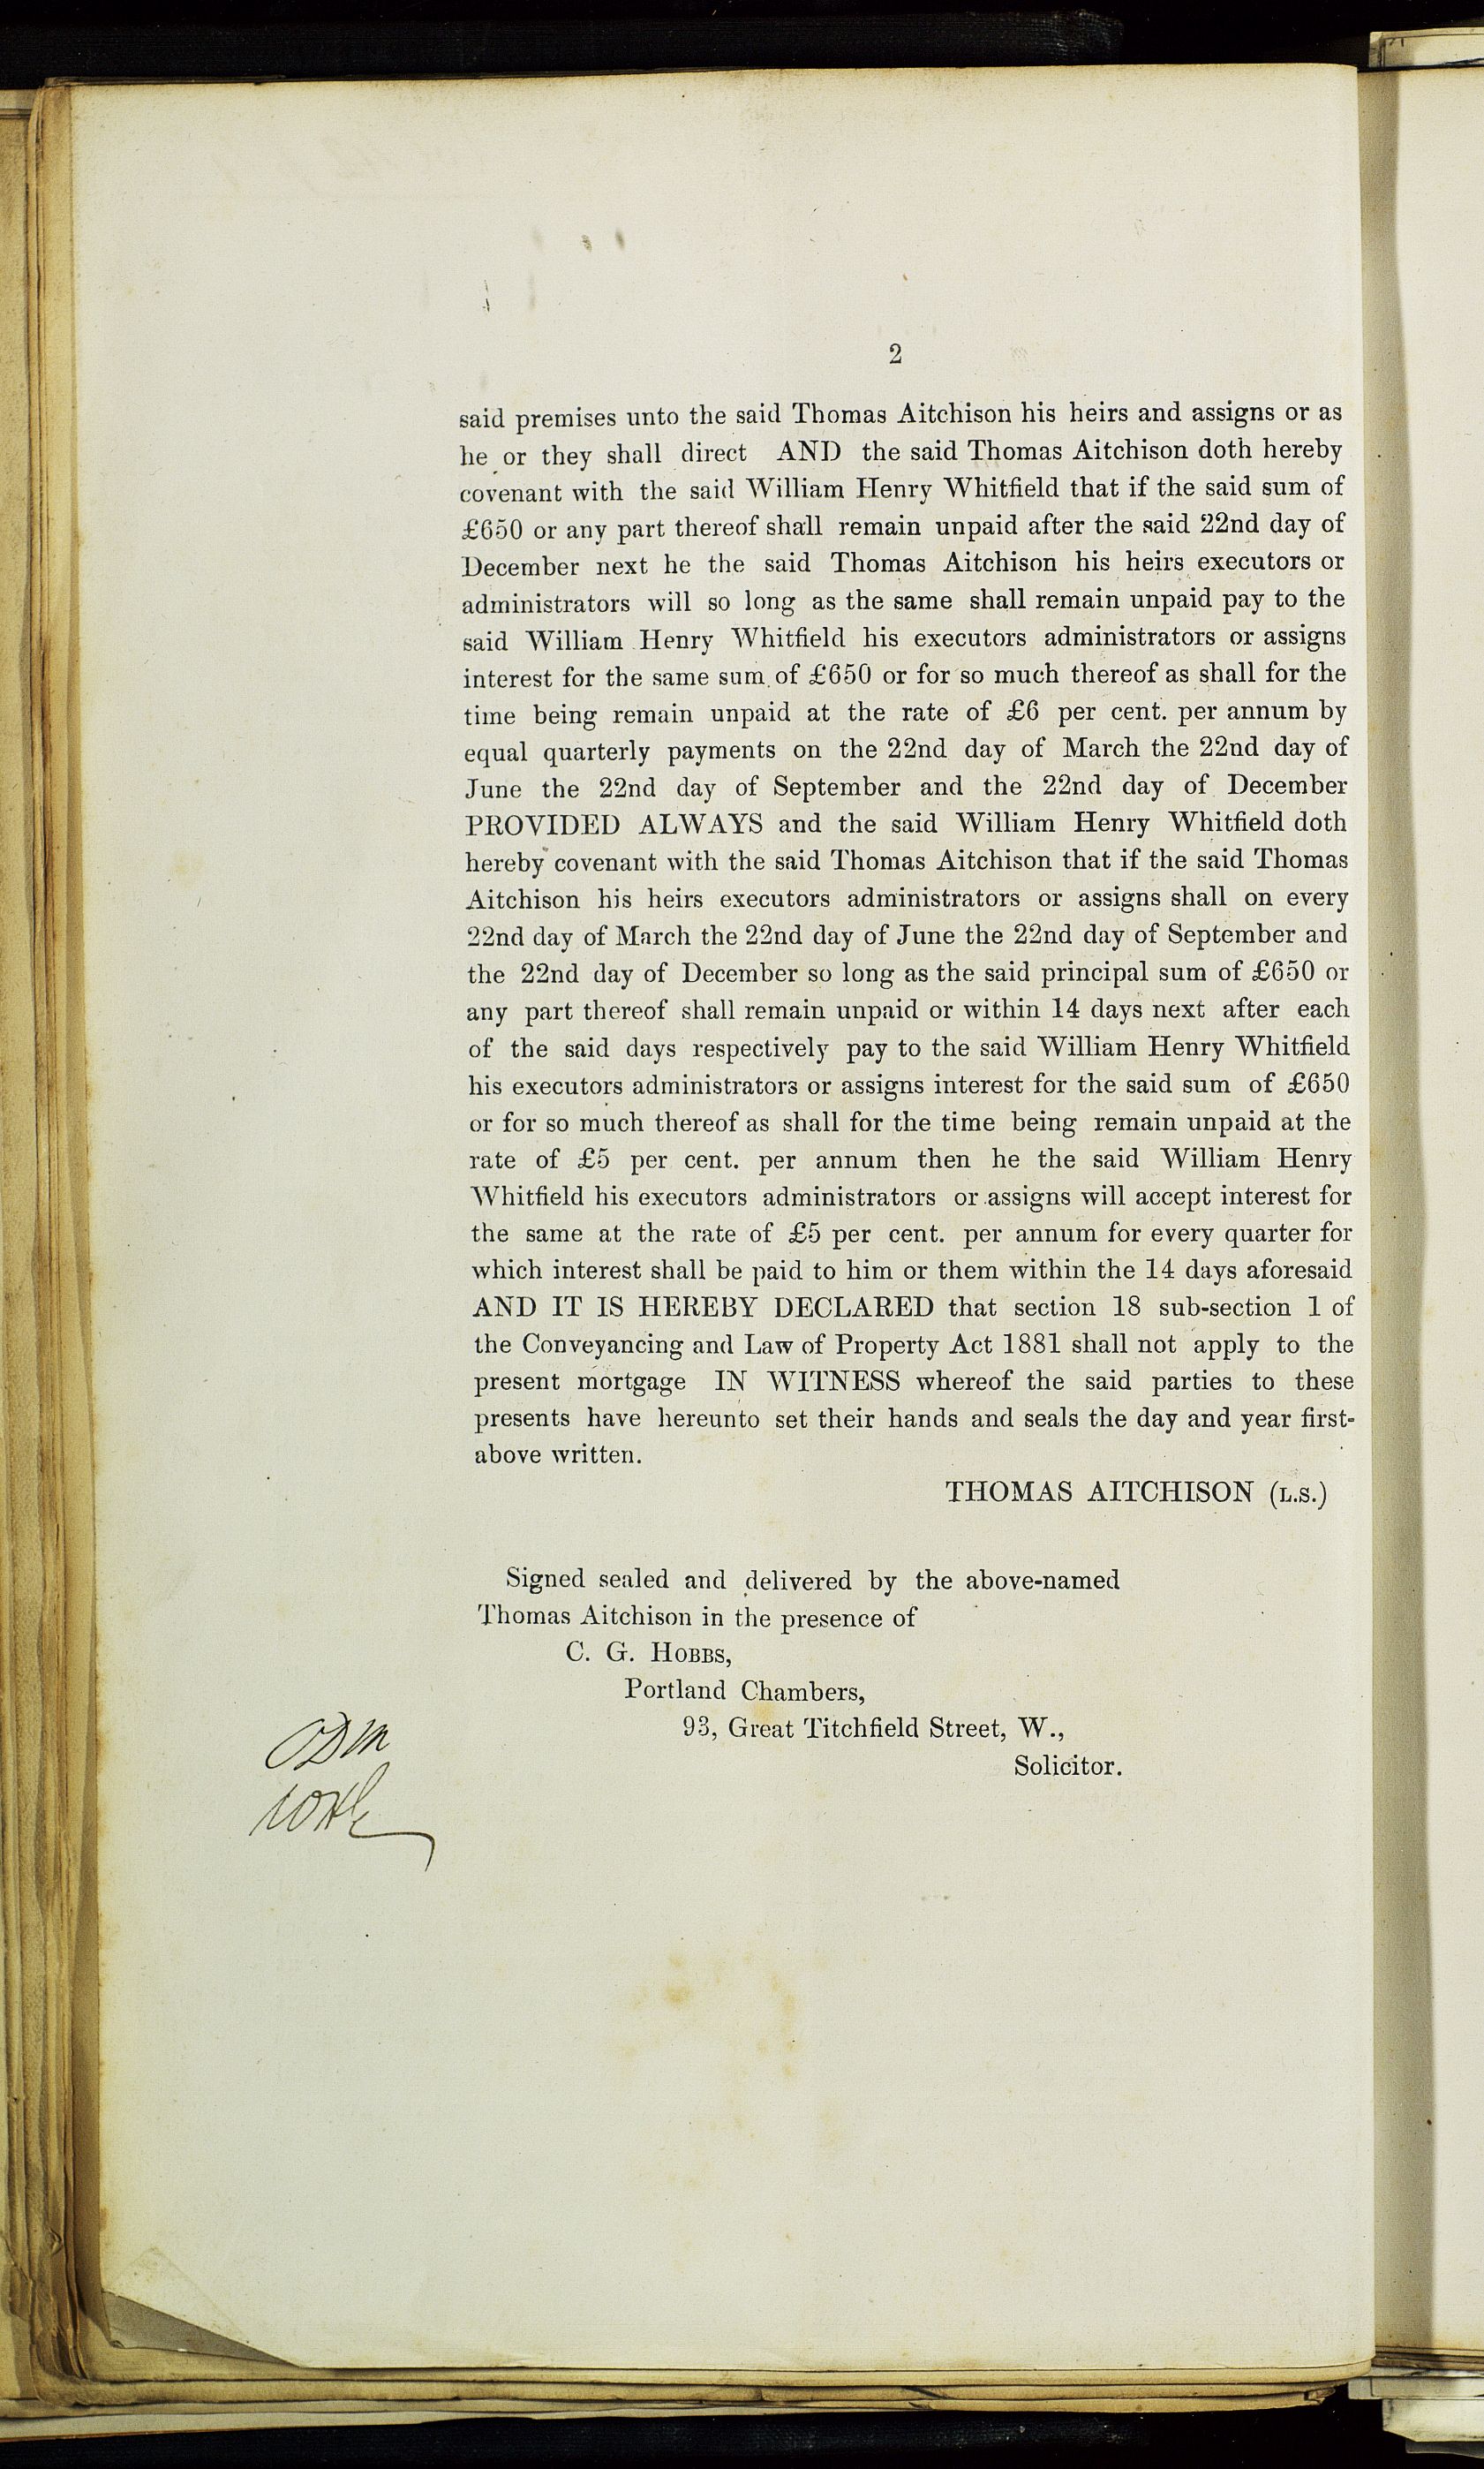 2
said premises unto the said Thomas Aitchison his heirs and assigns or as
he or they shall direct AND the said Thomas Aitchison doth hereby
covenant with the said William Henry Whitfield that if the said sum of
£650 or any part thereof shall remain unpaid after the said 22nd day of
December next he the said Thomas Aitchison his heirs executors or
administrators will so long as the same shall remain unpaid pay to the
said William Henry Whitfield his executors administrators or assigns
interest for the same sum of £650 or for so much thereof as shall for the
time being remain unpaid at the rate of £6 per cent. per annum by
equal quarterly payments on the 22nd day of March the 22nd day of
June the 22nd day of September and the 22nd day of December
PROVIDED ALWAYS and the said William Henry Whitfield doth
hereby covenant with the said Thomas Aitchison that if the said Thomas
Aitchison his heirs executors administrators or assigns shall on every
22nd day of March the 22nd day of June the 22nd day of September and
the 22nd day of December so long as the said principal sum of £650 or
any part thereof shall remain unpaid or within 14 days next after each
of the said days respectively pay to the said William Henry Whitfield
his executors administrators or assigns interest for the said sum of £650
or for so much thereof as shall for the time being remain unpaid at the
rate of £5 per cent. per annum then he the said William Henry
Whitfield his executors administrators or assigns will accept interest for
the same at the rate of £5 per cent. per annum for every quarter for
which interest shall be paid to him or them within the 14 days aforesaid
AND IT IS HEREBY DECLARED that section 18 sub-section 1 of
the Conveyancing and Law of Property Act 1881 shall not apply to the
present mortgage IN WITNESS whereof the said parties to these
presents have hereunto set their hands and seals the day and year first-
above written.
THOMAS AITCHISON (L.S.)
Signed sealed and delivered by the above-named
Thomas Aitchison in the presence of
C. G. HOBBS,
Portland Chambers,
93, Great Titchfield Street, W.,
Solicitor.